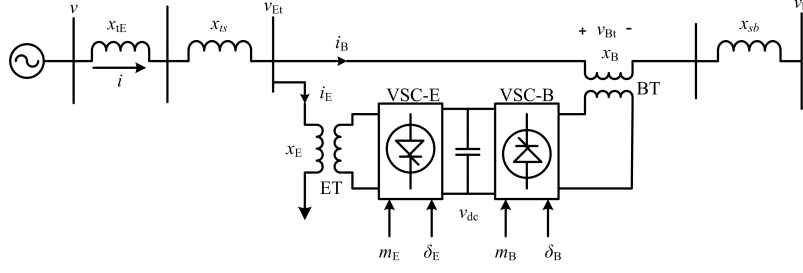 v
x_tE
i
x_ts
v_Et
i_B
+ v_Bt -
x_B
BT
x_sb
i_E
x_E
ET
VSC-E
v_dc
VSC-B
m_E
δ_E
m_B
δ_B